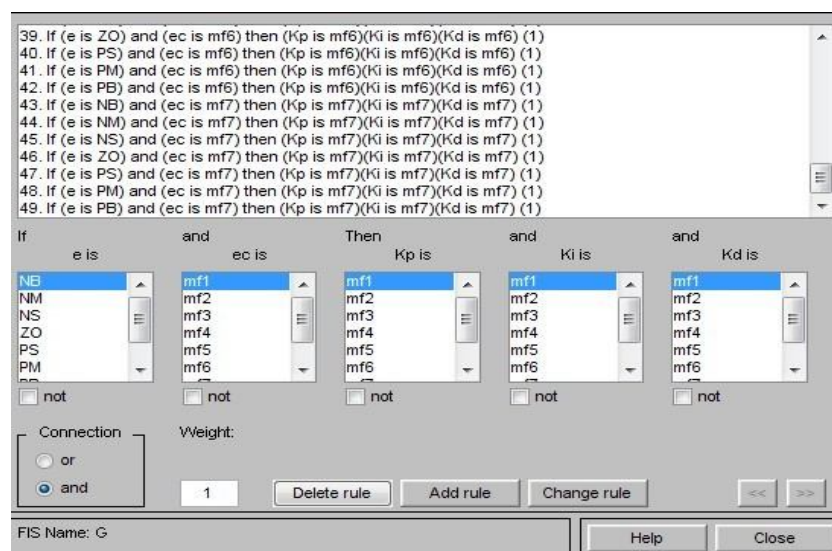 39. If (e is ZO) and (ec is mf6) then (Kp is mf6)(Ki is mf6)(Kd is mf6) (1)
40. If (e is PS) and (ec is mf6) then (Kp is mf6)(Ki is mf6)(Kd is mf6) (1)
41. If (e is PM) and (ec is mf6) then (Kp is mf6)(Ki is mf6)(Kd is mf6) (1)
42. If (e is PB) and (ec is mf6) then (Kp is mf6)(Ki is mf6)(Kd is mf6) (1)
43. If (e is NB) and (ec is mf7) then (Kp is mf7)(Ki is mf7)(Kd is mf7) (1)
44. If (e is NM) and (ec is mf7) then (Kp is mf7)(Ki is mf7)(Kd is mf7) (1)
45. If (e is NS) and (ec is mf7) then (Kp is mf7)(Ki is mf7)(Kd is mf7) (1)
46. If (e is ZO) and (ec is mf7) then (Kp is mf7)(Ki is mf7)(Kd is mf7) (1)
47. If (e is PS) and (ec is mf7) then (Kp is mf7)(Ki is mf7)(Kd is mf7) (1)
48. If (e is PM) and (ec is mf7) then (Kp is mf7)(Ki is mf7)(Kd is mf7) (1)
49. If (e is PB) and (ec is mf7) then (Kp is mf7)(Ki is mf7)(Kd is mf7) (1)
If and Then and and
e is ec is Kp is Ki is Kd is
NB mf1 mf1 mf1 mf1
NM mf2 mf2 mf2 mf2
NS mf3 mf3 mf3 mf3
ZO mf4 mf4 mf4 mf4
PS mf5 mf5 mf5 mf5
PM mf6 mf6 mf6 mf6
not not not not not
Connection Weight:
or
and 1 Delete rule Add rule Change rule << >>
FIS Name: G Help Close